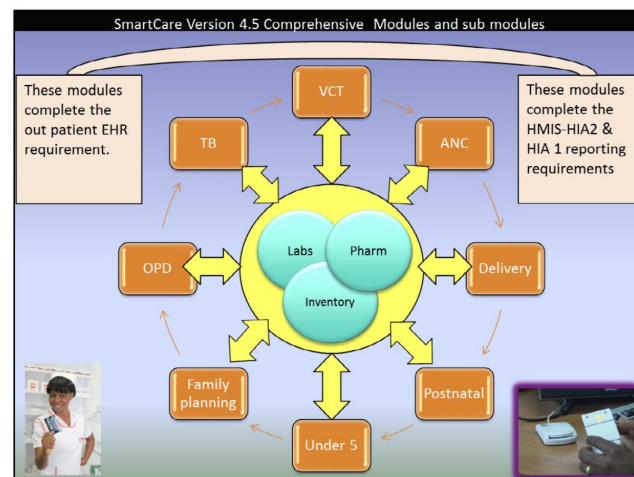 SmartCare Version 4.5 Comprehensive Modules and sub modules
These modules
complete the
out patient EHR
requirement.
These modules
complete the
HMIS-HIA2 &
HIA 1 reporting
requirements
VCT
TB
ANC
Labs
Pharm
OPD
Delivery
Inventory
Family
planning
Postnatal
Under 5